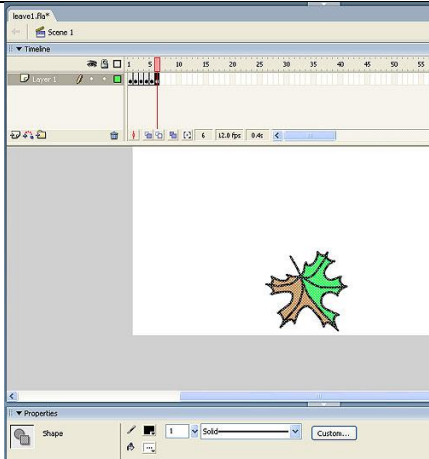 leave1.fla*
Scene 1
Timeline
1 5 10 15 20 25 30 35 40 45 50 55
Layer 1
6 12.0 fps 0.4s
Properties
Shape
1 Solid
Custom...